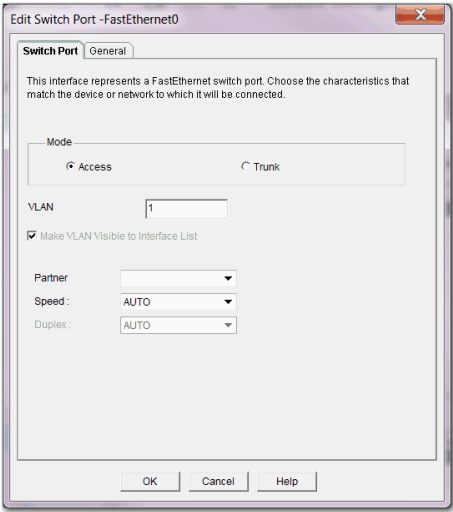 Edit Switch Port -FastEthernet0
X
Switch Port General
This interface represents a FastEthernet switch port. Choose the characteristics that
match the device or network to which it will be connected.
Mode
Access Trunk
VLAN 1
Make VLAN Visible to Interface List
Partner
Speed : AUTO
Duplex : AUTO
OK Cancel Help